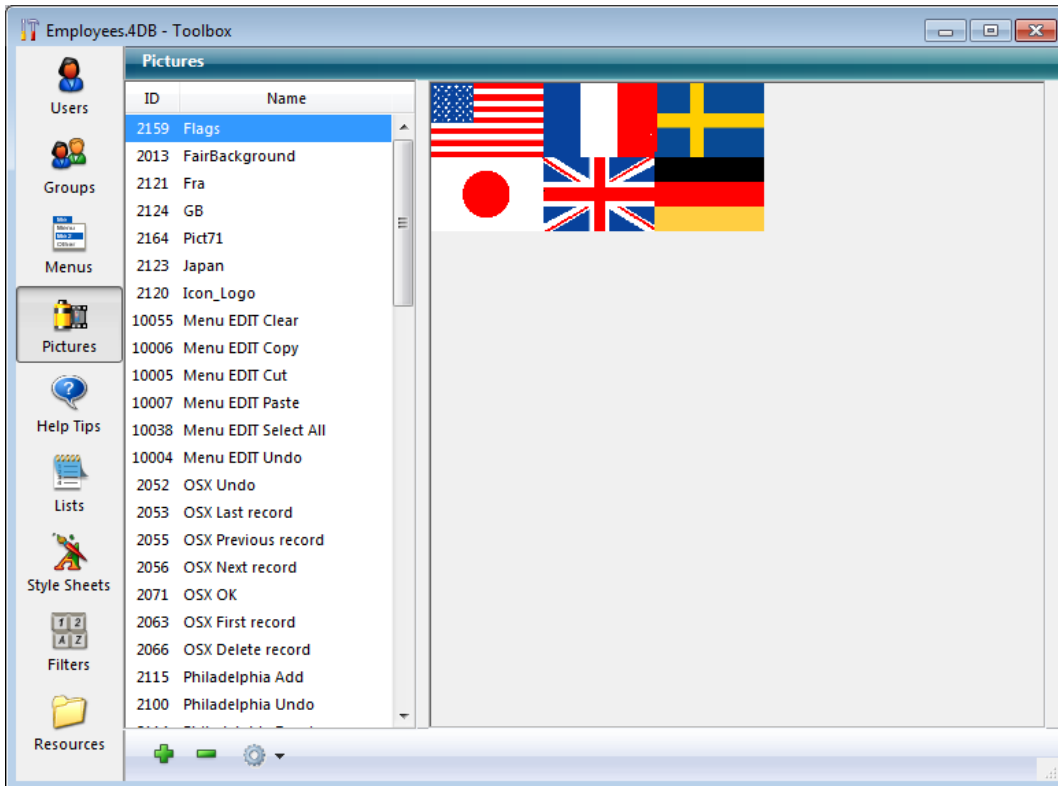 Employees.4DB - Toolbox
Users
Groups
Menus
Pictures
Help Tips
Lists
Style Sheets
Filters
Resources
Pictures
ID Name
2159 Flags
2013 FairBackground
2121 Fra
2124 GB
2164 Pict71
2123 Japan
2120 Icon_Logo
10055 Menu EDIT Clear
10006 Menu EDIT Copy
10005 Menu EDIT Cut
10007 Menu EDIT Paste
10038 Menu EDIT Select All
10004 Menu EDIT Undo
2052 OSX Undo
2053 OSX Last record
2055 OSX Previous record
2056 OSX Next record
2071 OSX OK
2063 OSX First record
2066 OSX Delete record
2115 Philadelphia Add
2100 Philadelphia Undo